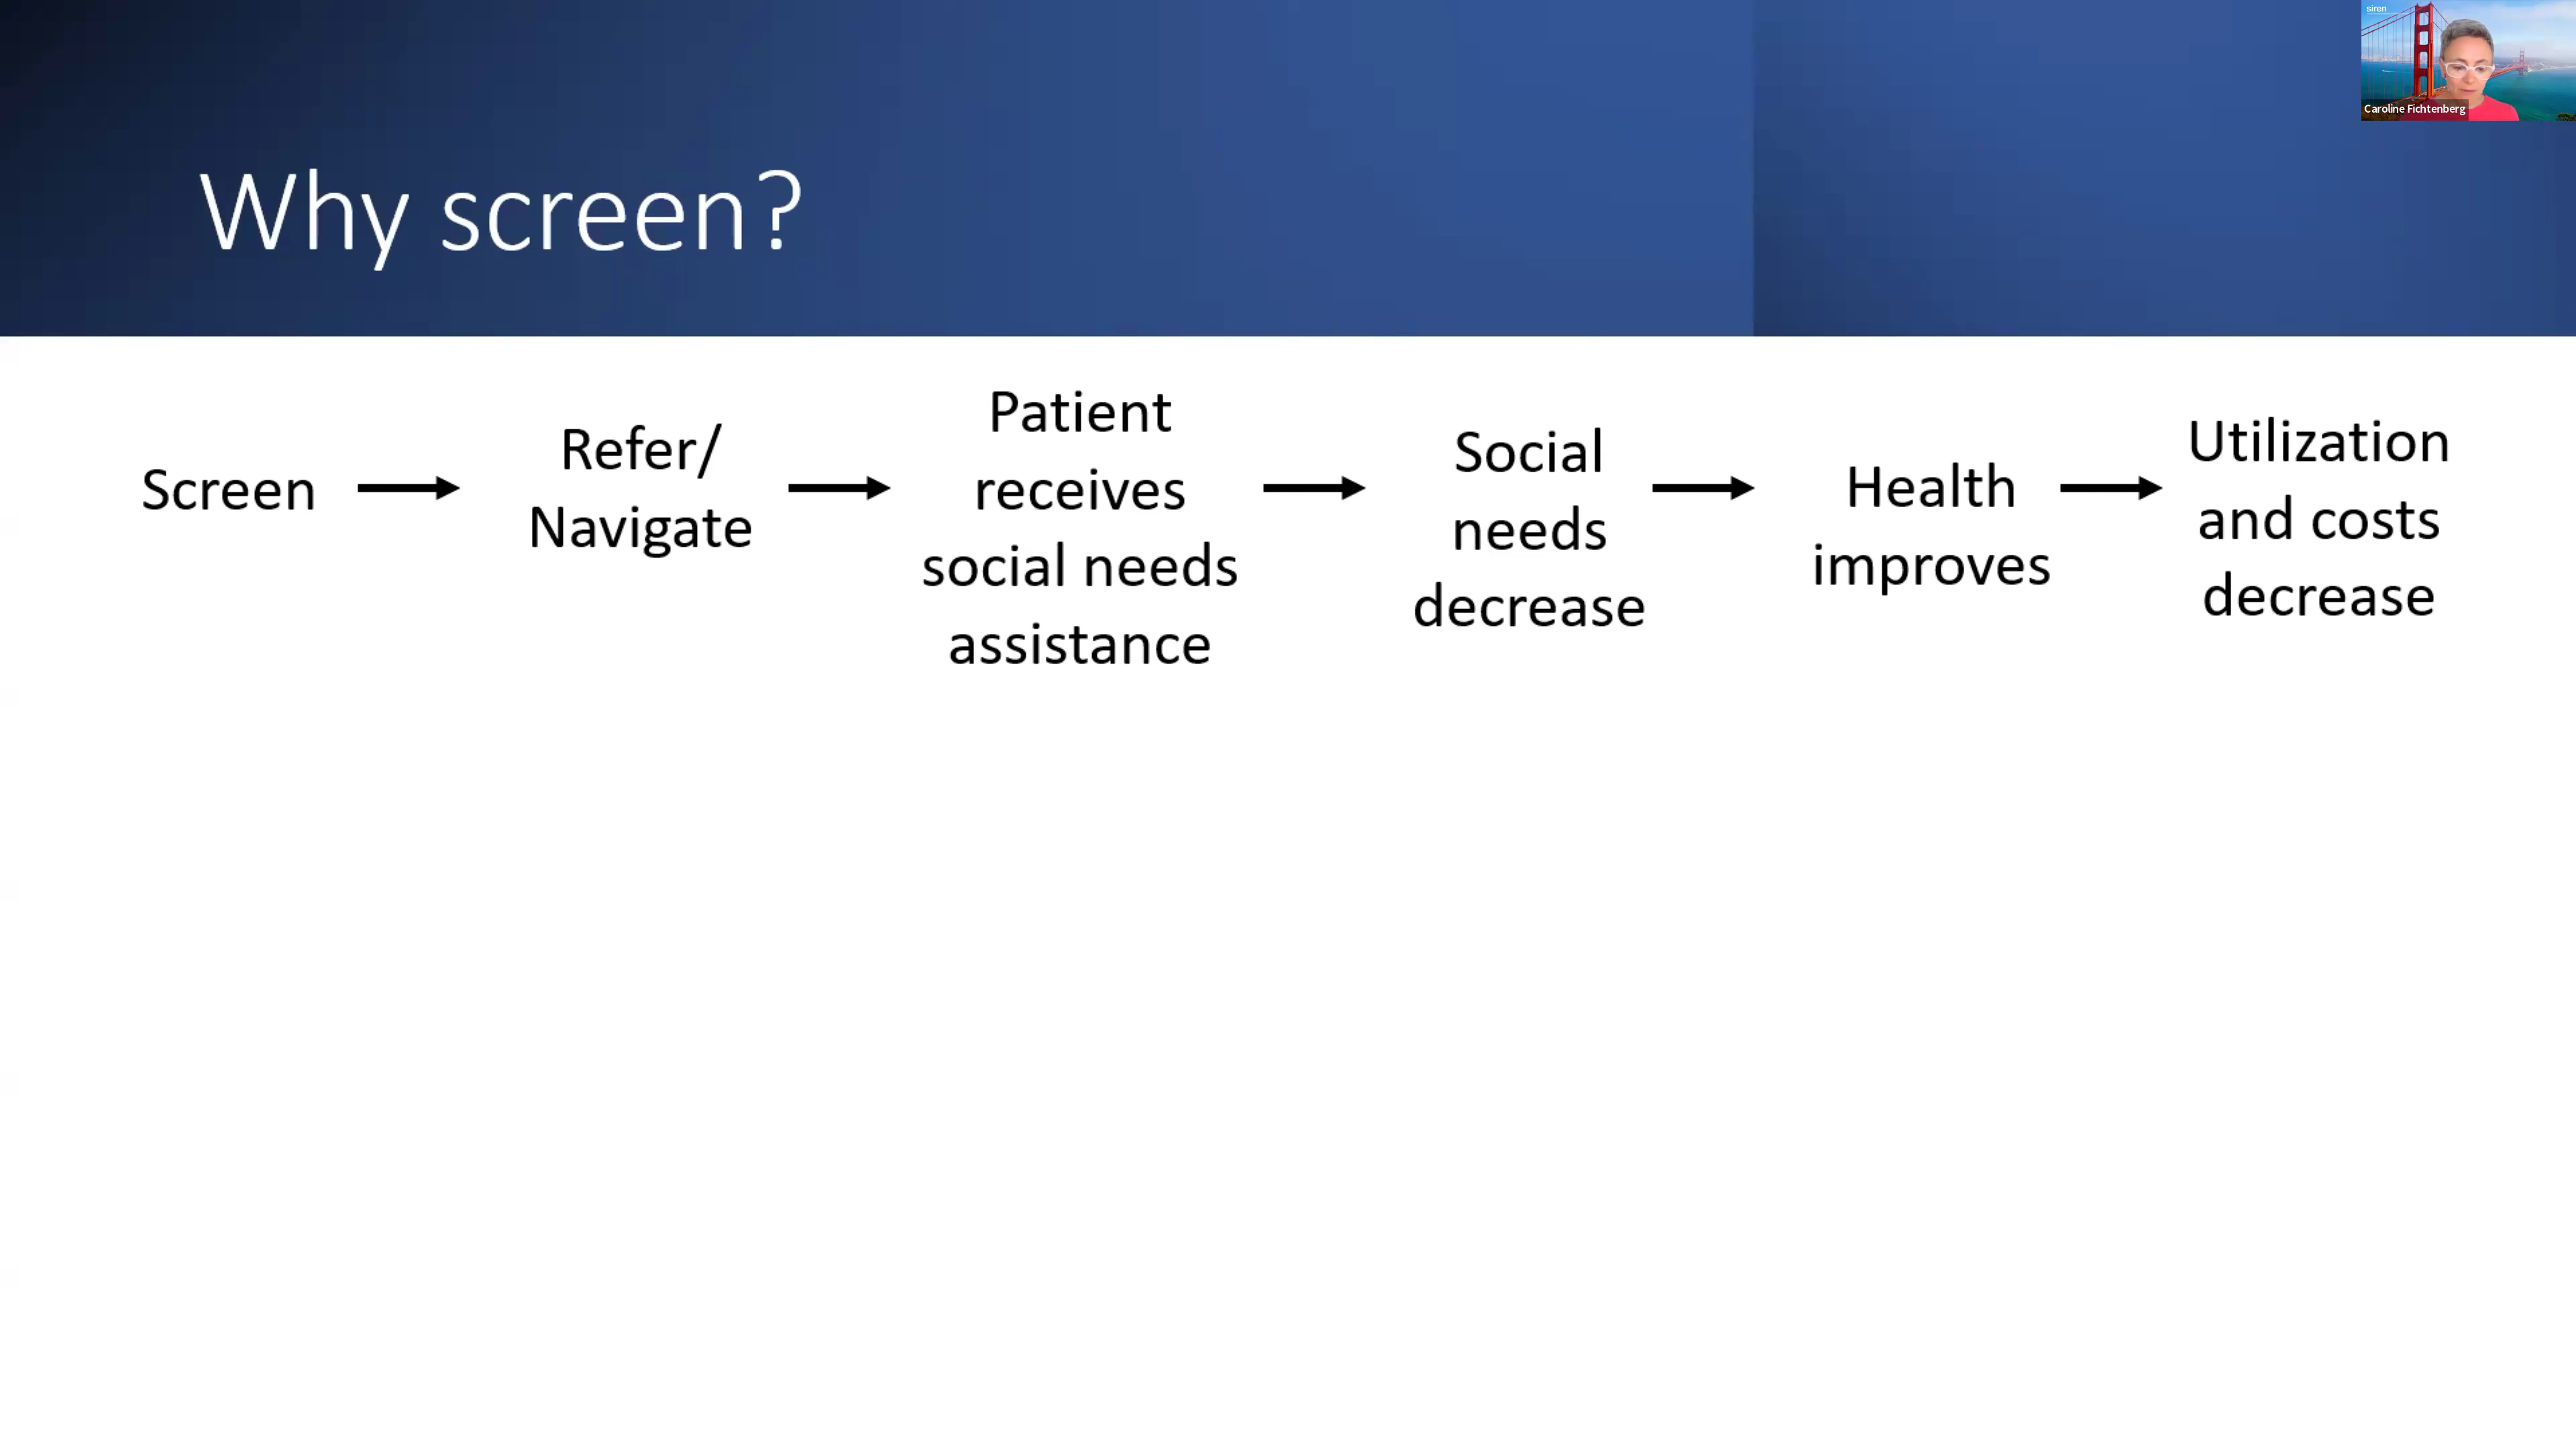 siren
Caroline Fichtenberg
Why screen?
Screen
Refer/
Navigate
Patient
receives
social needs
assistance
Social
needs
decrease
Health
improves
Utilization
and costs
decrease